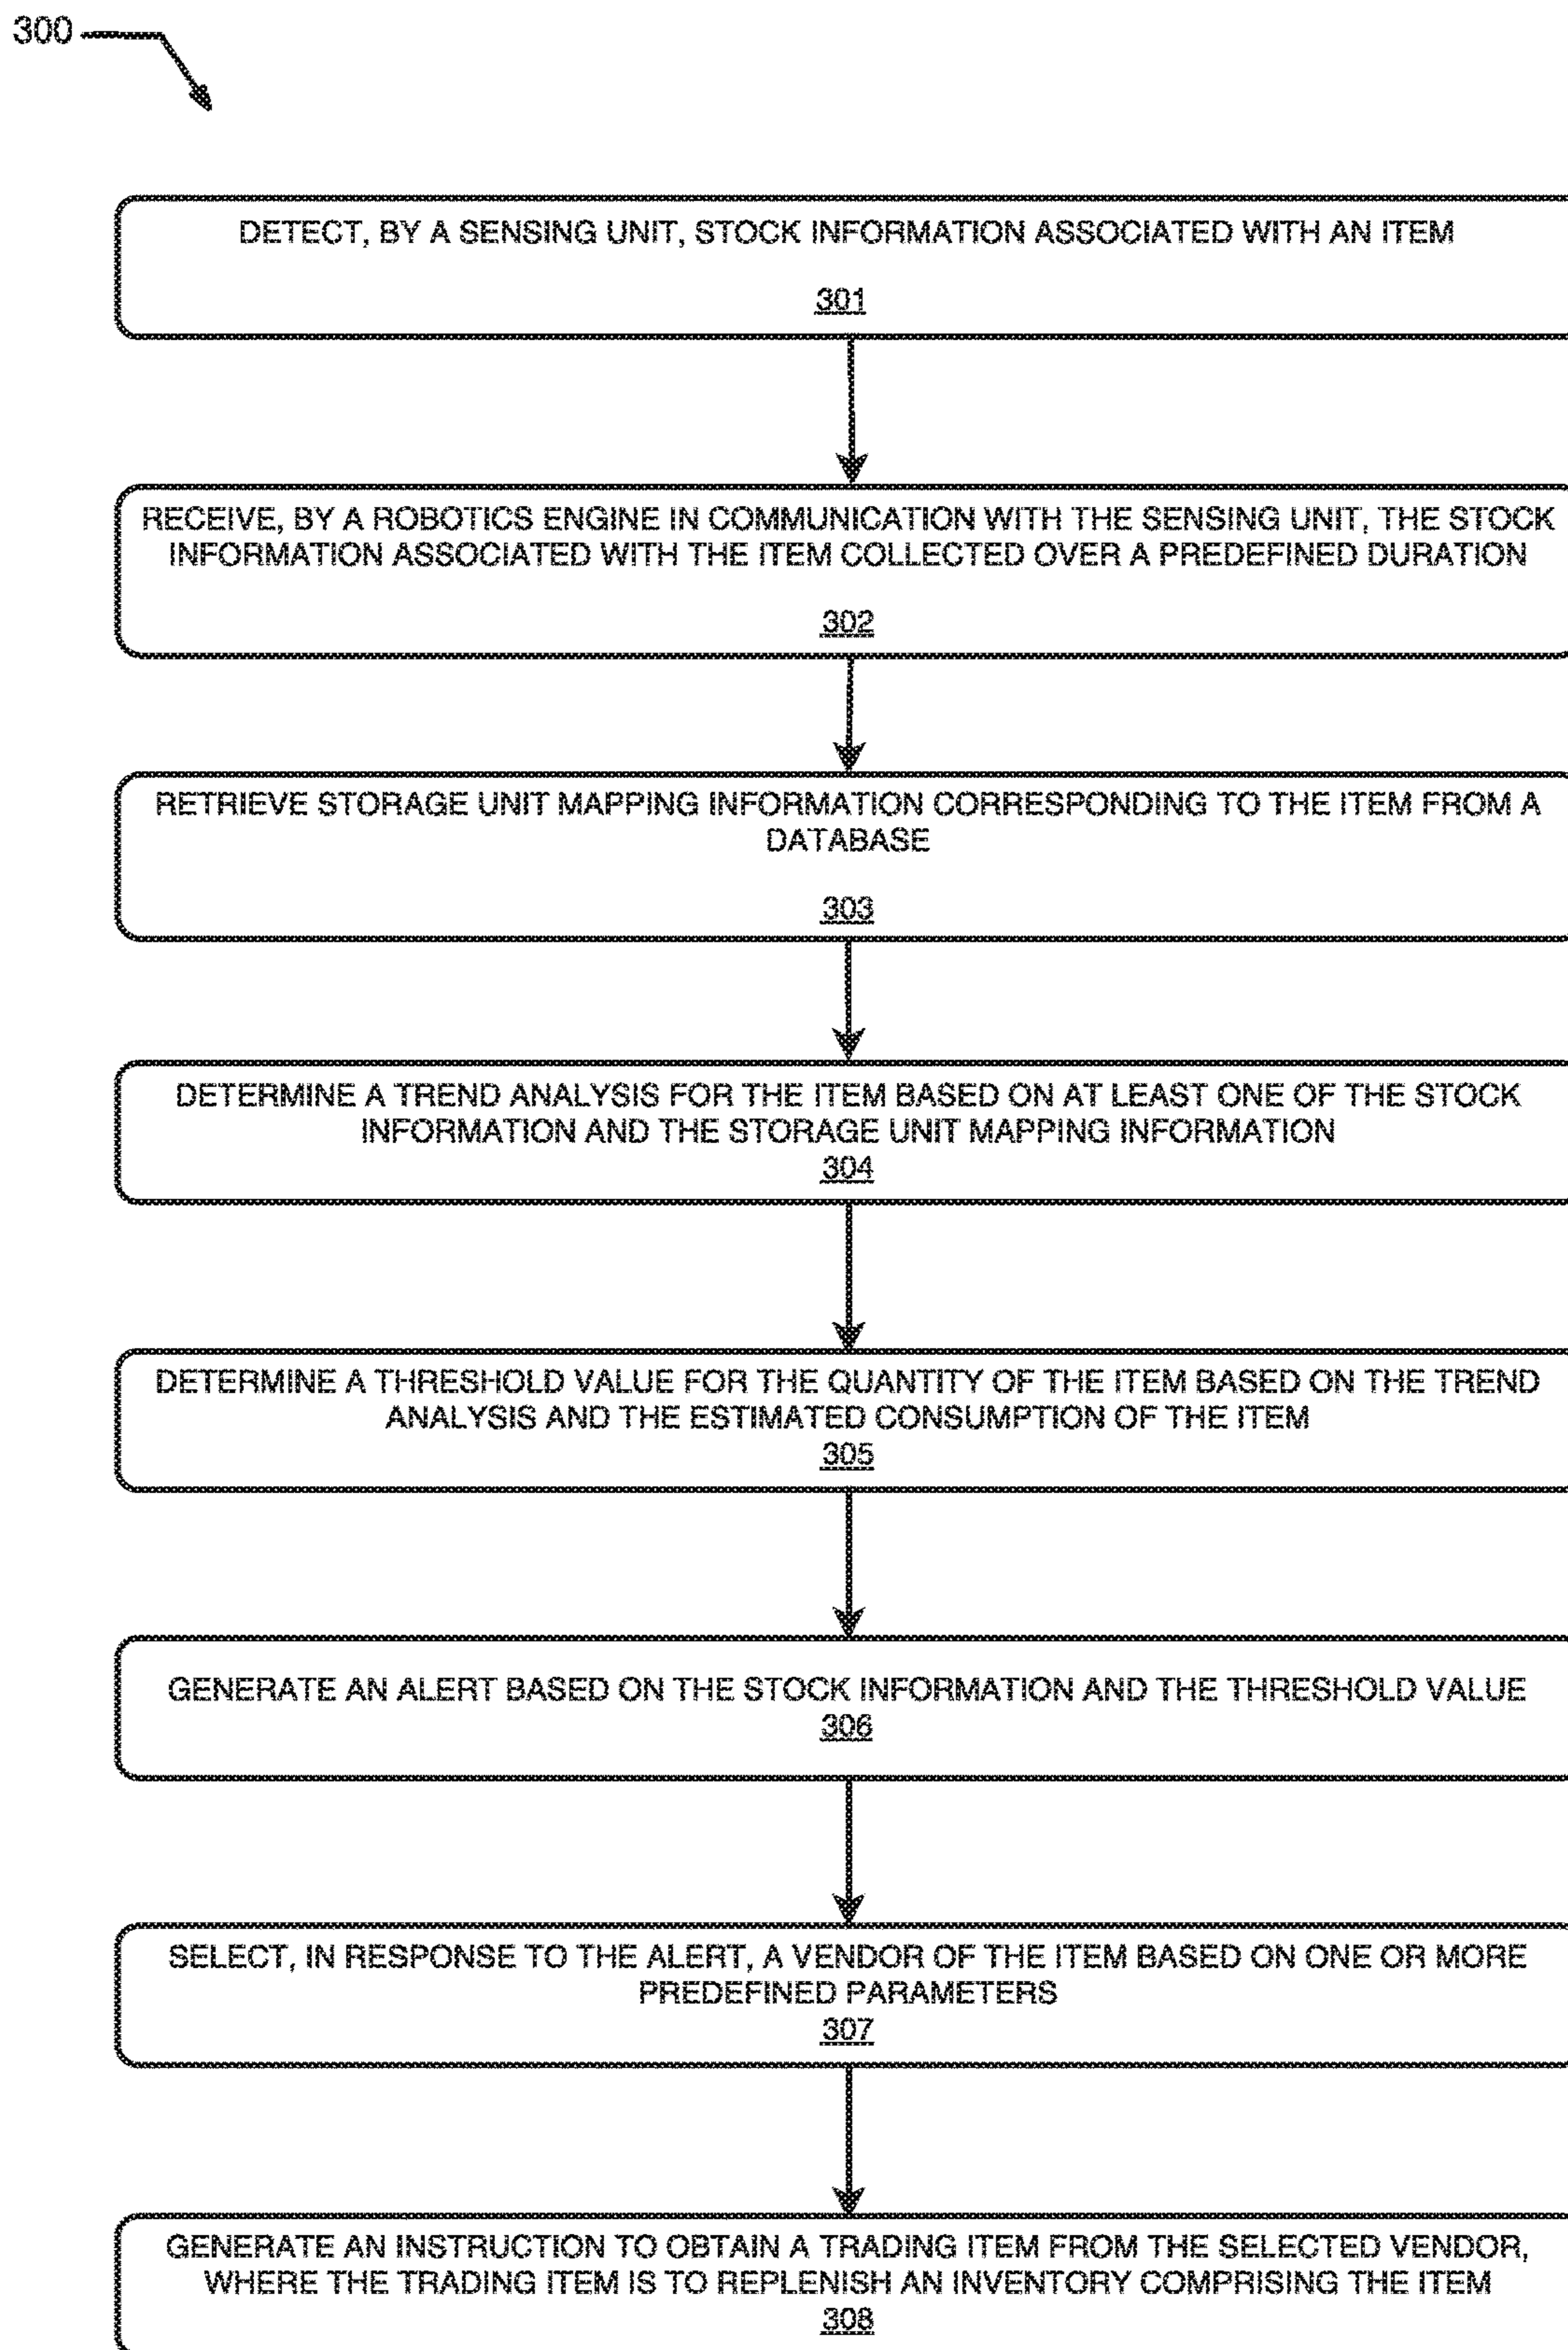 300
DETECT, BY A SENSING UNIT, STOCK INFORMATION ASSOCIATED WITH AN ITEM
301
RECEIVE, BY A ROBOTICS ENGINE IN COMMUNICATION WITH THE SENSING UNIT, THE STOCK
INFORMATION ASSOCIATED WITH THE ITEM COLLECTED OVER A PREDEFINED DURATION
302
RETRIEVE STORAGE UNIT MAPPING INFORMATION CORRESPONDING TO THE ITEM FROM A
DATABASE
303
DETERMINE A TREND ANALYSIS FOR THE ITEM BASED ON AT LEAST ONE OF THE STOCK
INFORMATION AND THE STORAGE UNIT MAPPING INFORMATION
304
DETERMINE A THRESHOLD VALUE FOR THE QUANTITY OF THE ITEM BASED ON THE TREND
ANALYSIS AND THE ESTIMATED CONSUMPTION OF THE ITEM
305
GENERATE AN ALERT BASED ON THE STOCK INFORMATION AND THE THRESHOLD VALUE
306
SELECT, IN RESPONSE TO THE ALERT, A VENDOR OF THE ITEM BASED ON ONE OR MORE
PREDEFINED PARAMETERS
307
GENERATE AN INSTRUCTION TO OBTAIN A TRADING ITEM FROM THE SELECTED VENDOR,
WHERE THE TRADING ITEM IS TO REPLENISH AN INVENTORY COMPRISING THE ITEM
308